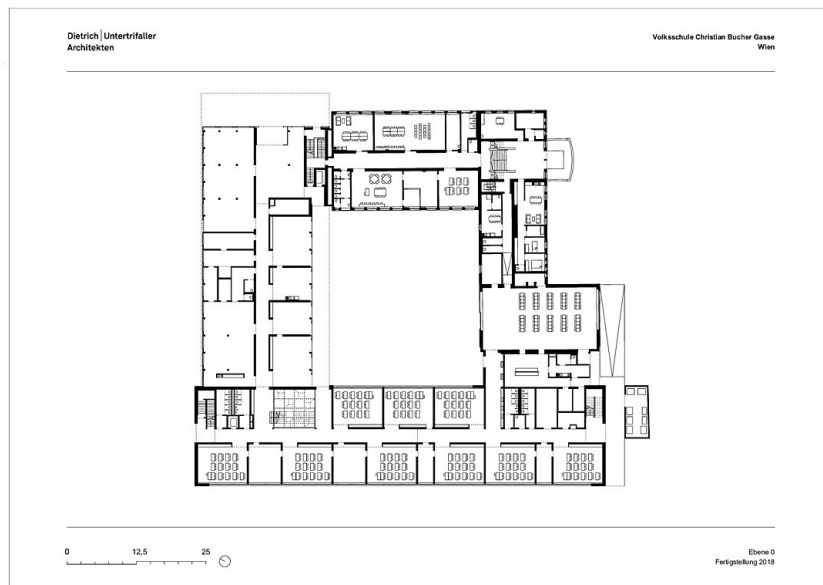 Dietrich|Untertrifaller
Architekten
Volksschule Christian Bucher Gasse
Wien
0 12,5 25
Ebene 0
Fertigstellung 2018